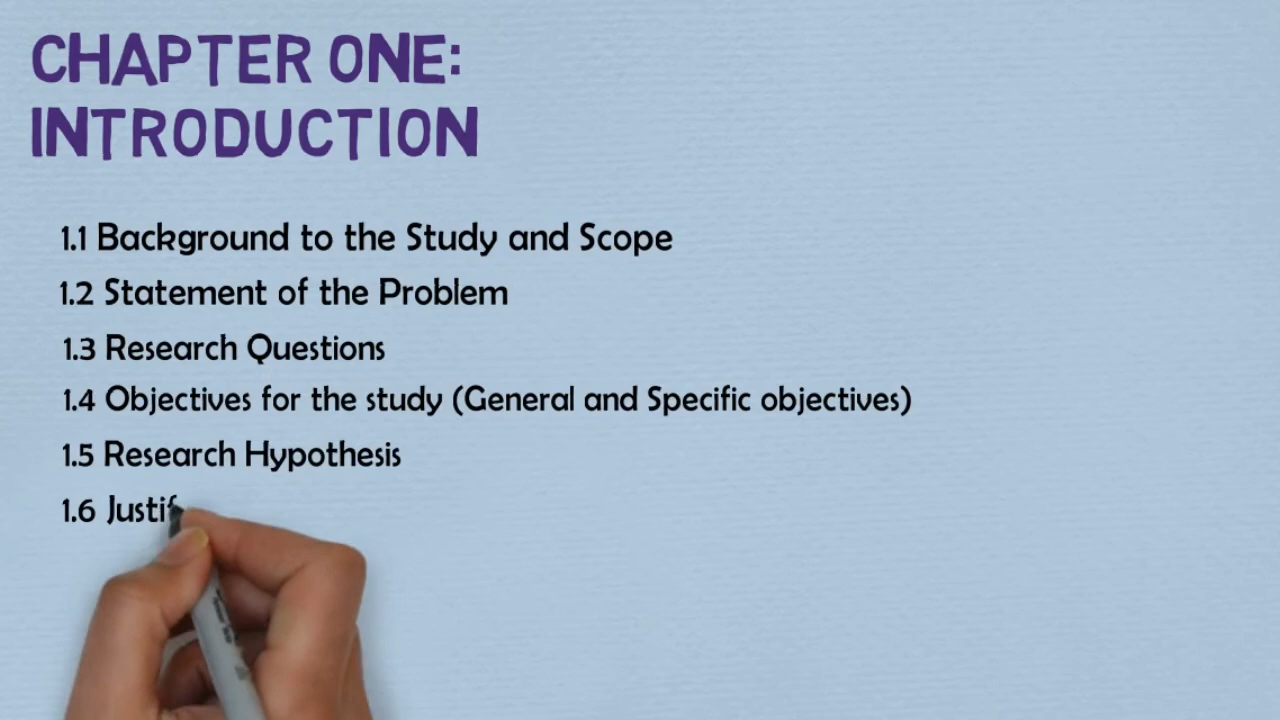 CHAPTER ONE:
INTRODUCTION
1.1 Background to the Study and Scope
1.2 Statement of the Problem
1.3 Research Questions
1.4 Objectives for the study (General and Specific objectives)
1.5 Research Hypothesis
1.6 Justif